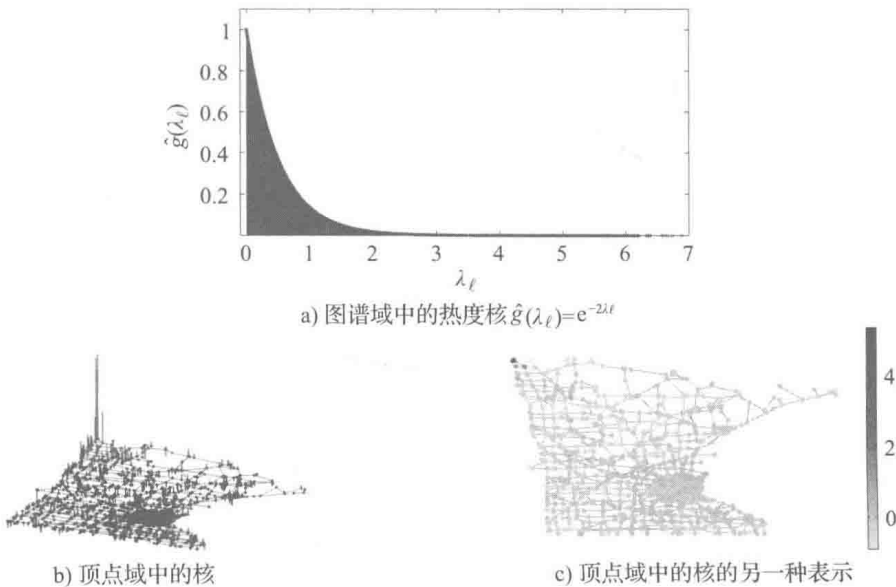 1
0.8
0.6
0.4
0.2
ĝ(λℓ)
0 1 2 3 4 5 6 7
λℓ
a) 图谱域中的热度核ĝ(λℓ)=e^{-2λℓ}
4
2
0
b) 顶点域中的核
c) 顶点域中的核的另一种表示